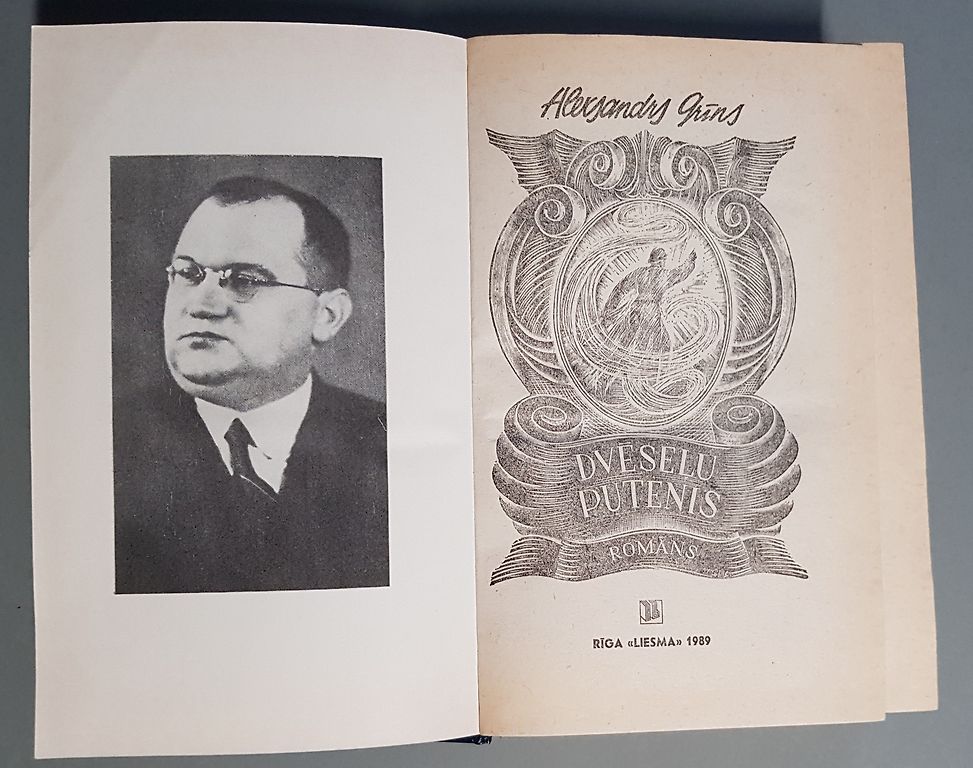 Aleksandrs Grīns
DVĒSEĻU
PUTENIS
ROMĀNS
RĪGA «LIESMA» 1989